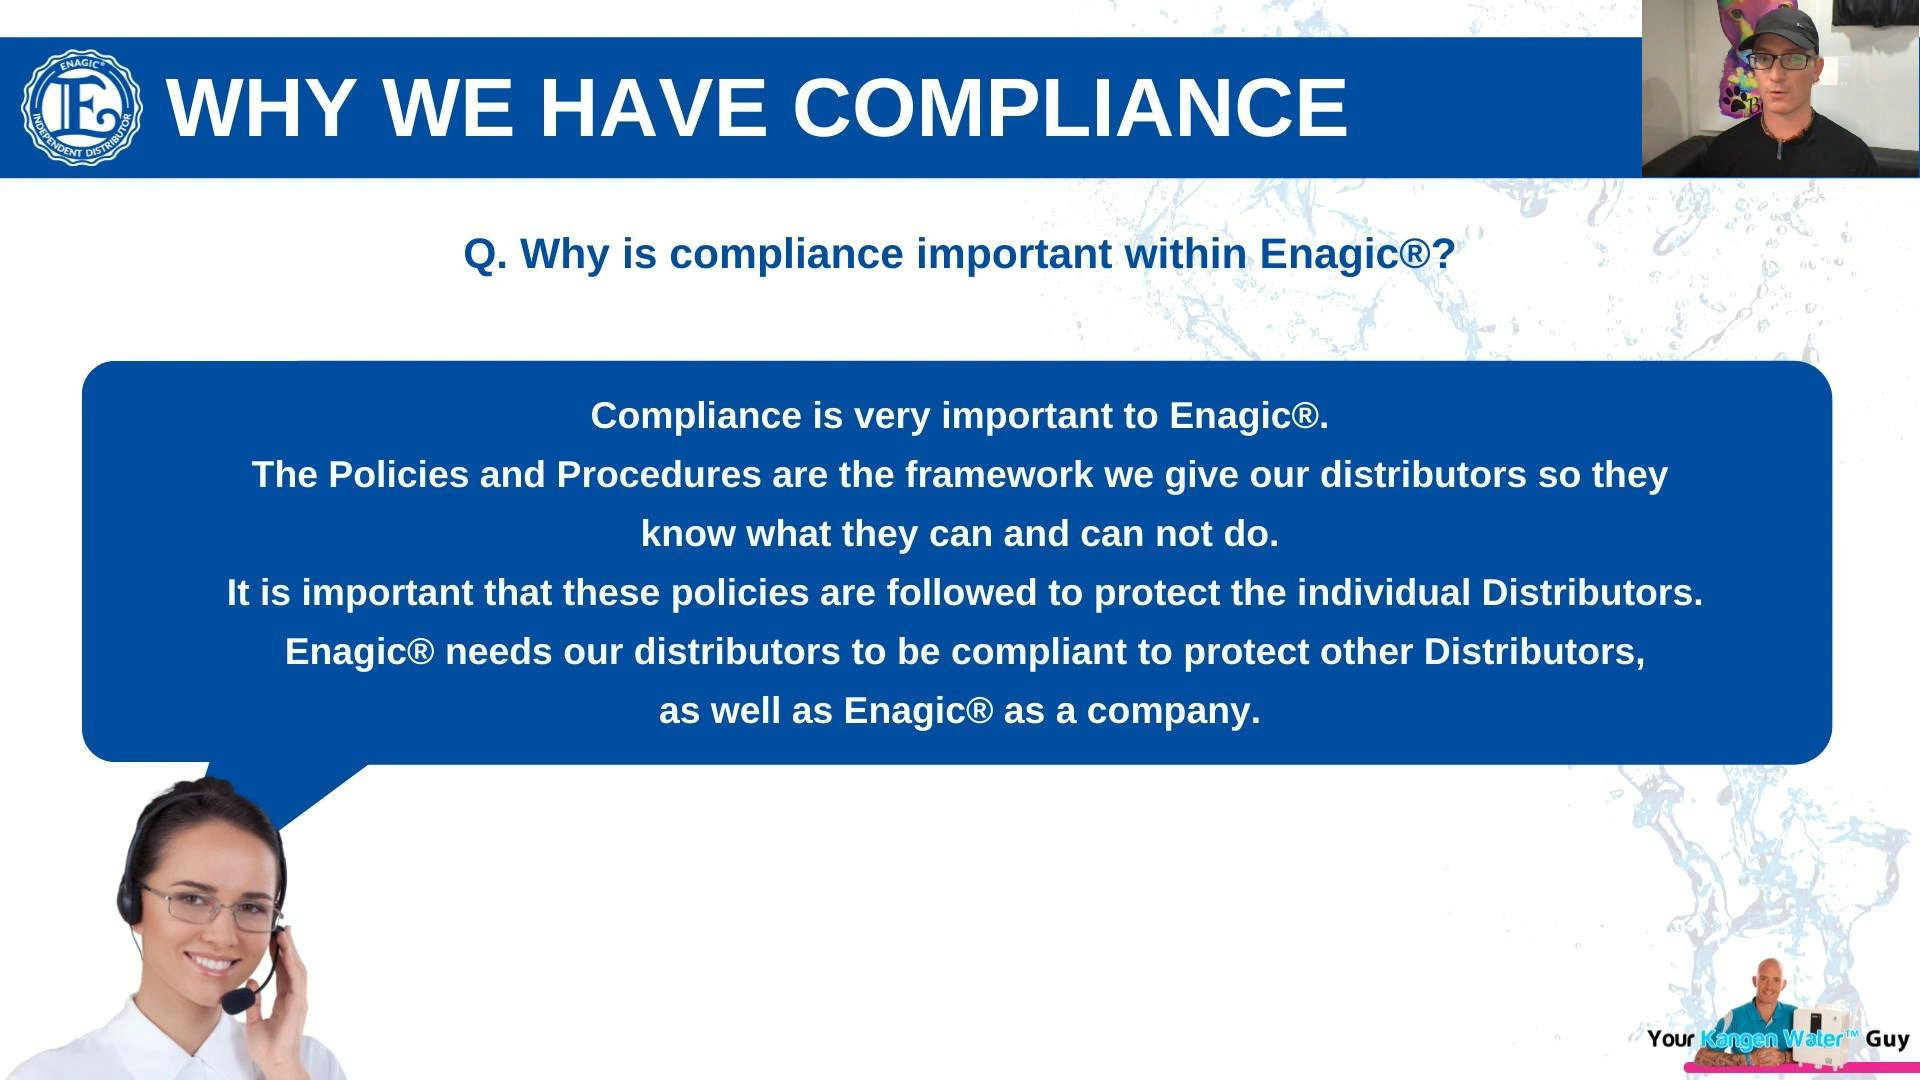 ENAGIC®
E
INDEPENDENT DISTRIBUTOR
WHY WE HAVE COMPLIANCE
Q. Why is compliance important within Enagic®?
Compliance is very important to Enagic®.
The Policies and Procedures are the framework we give our distributors so they
know what they can and can not do.
It is important that these policies are followed to protect the individual Distributors.
Enagic® needs our distributors to be compliant to protect other Distributors,
as well as Enagic® as a company.
Your Kangen Water™ Guy